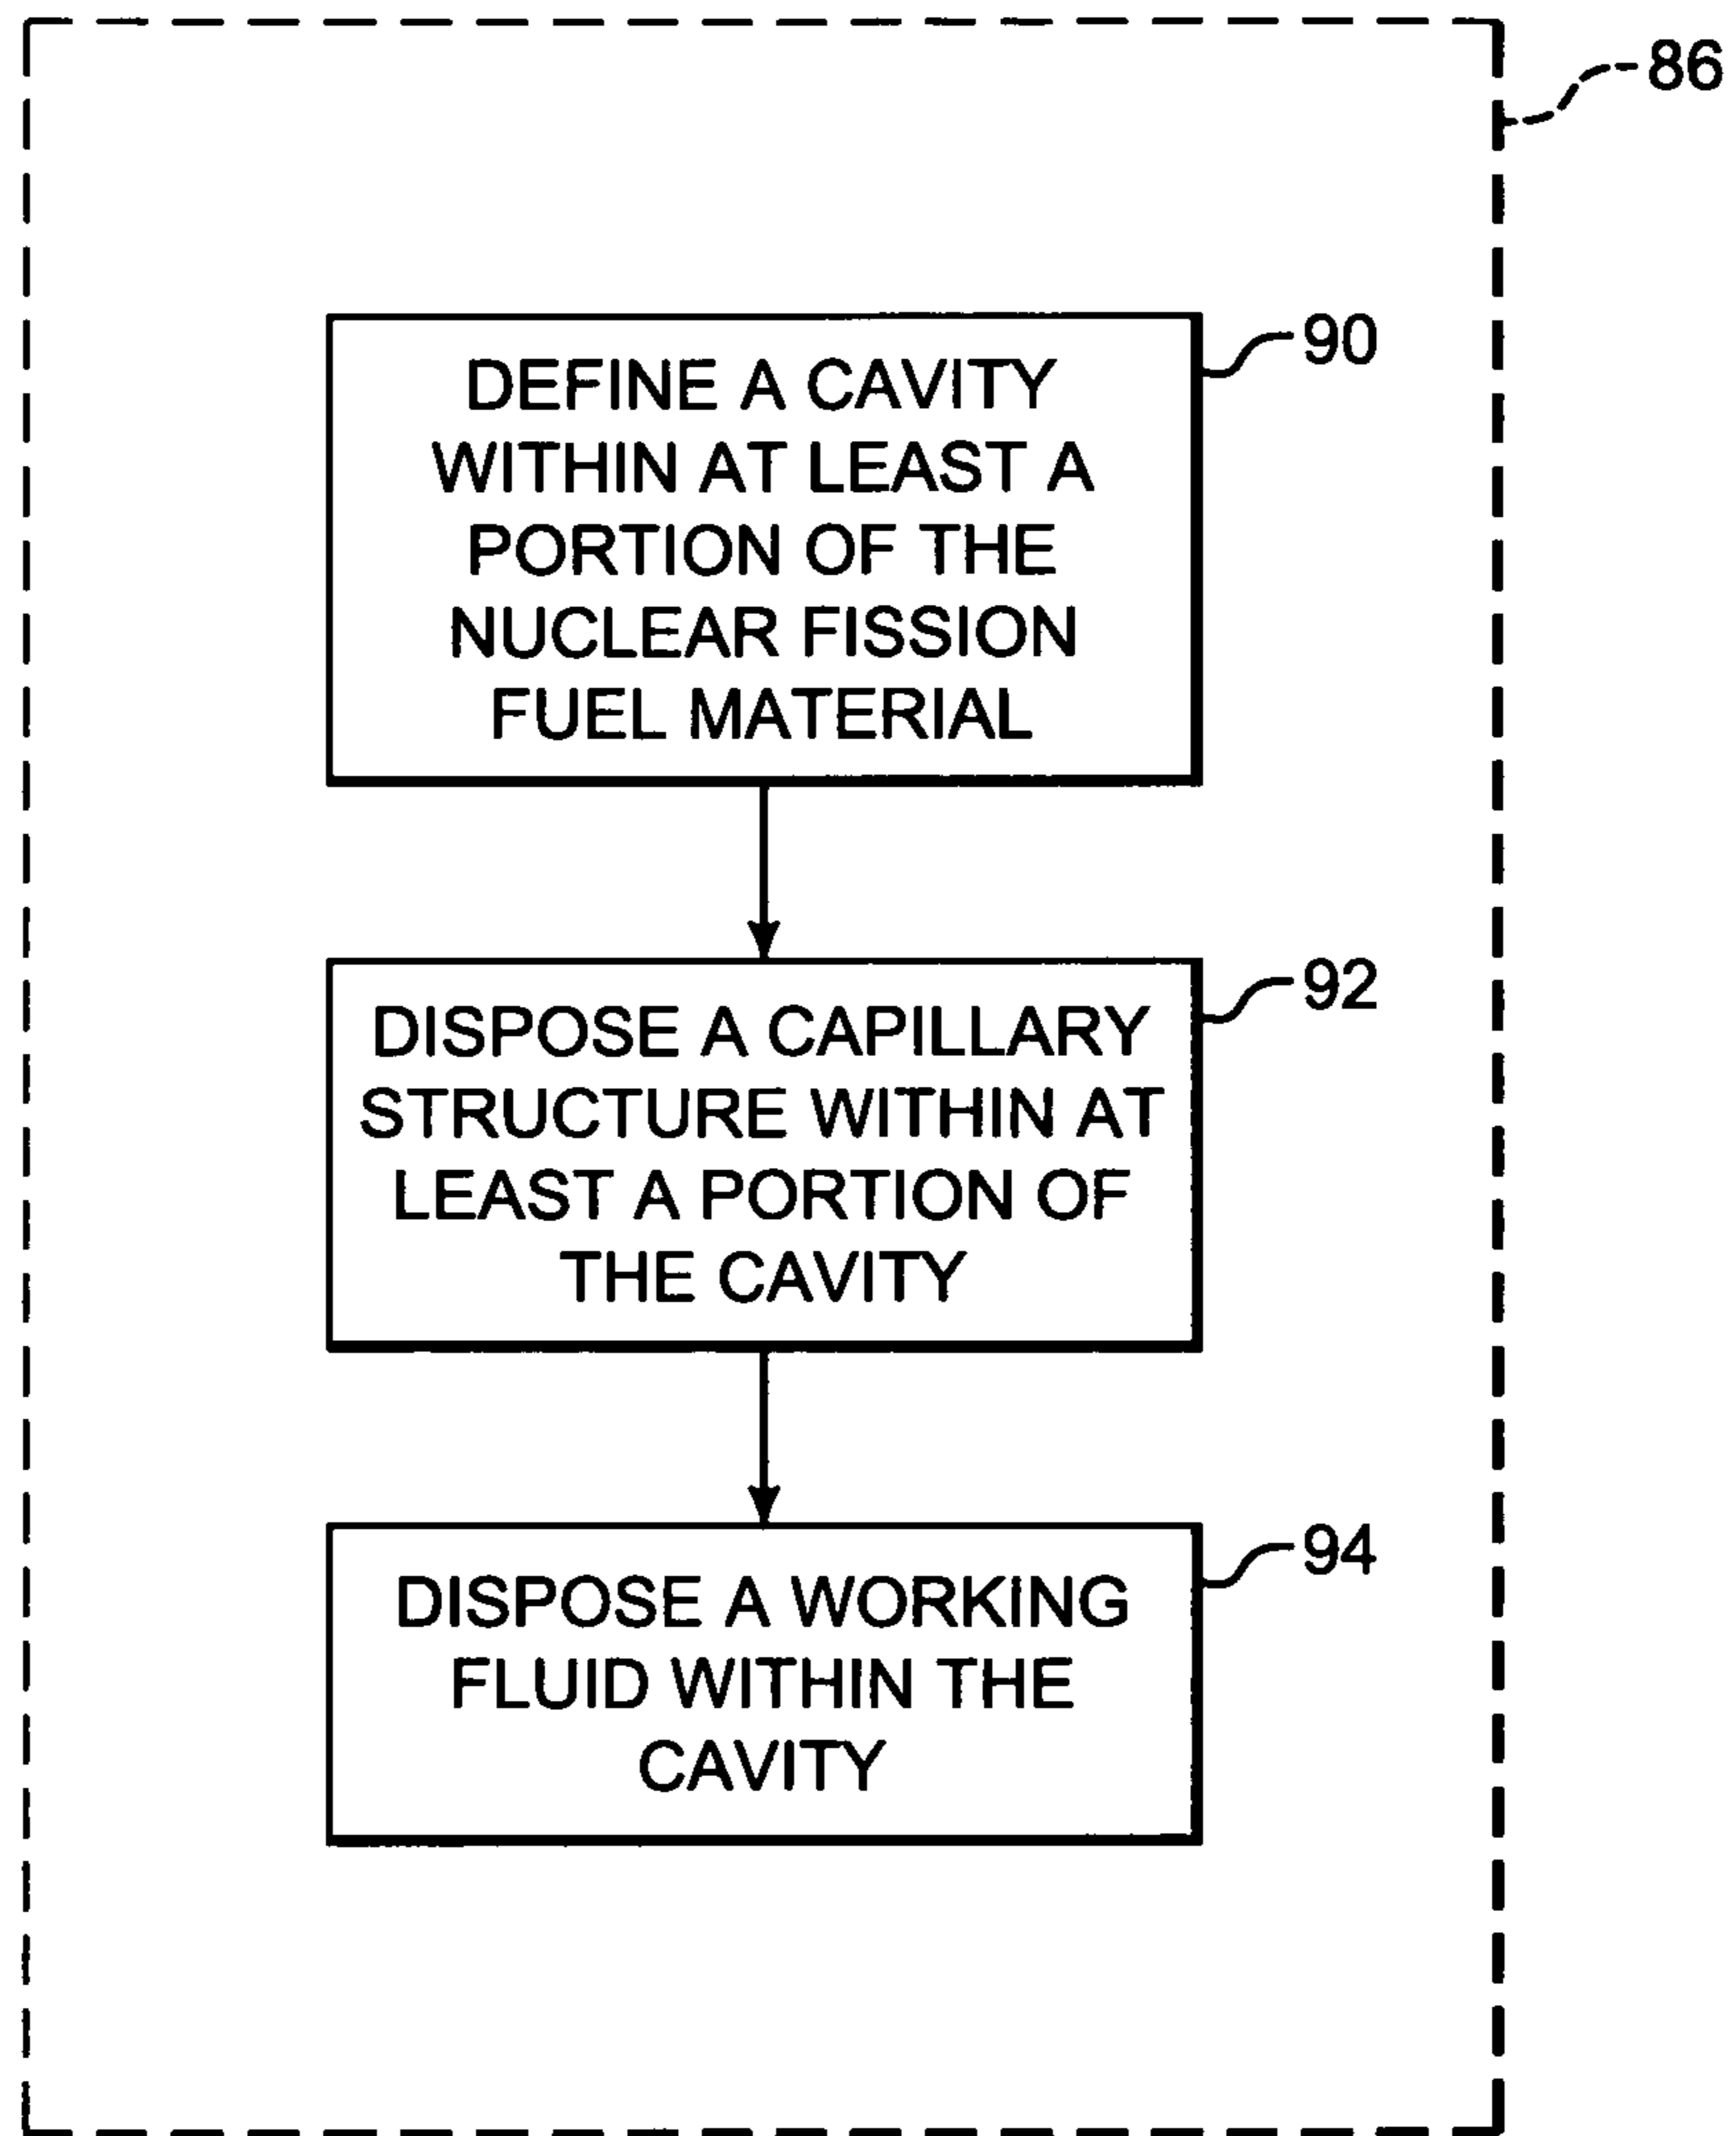 86
90
DEFINE A CAVITY
WITHIN AT LEAST A
PORTION OF THE
NUCLEAR FISSION
FUEL MATERIAL
92
DISPOSE A CAPILLARY
STRUCTURE WITHIN AT
LEAST A PORTION OF
THE CAVITY
94
DISPOSE A WORKING
FLUID WITHIN THE
CAVITY